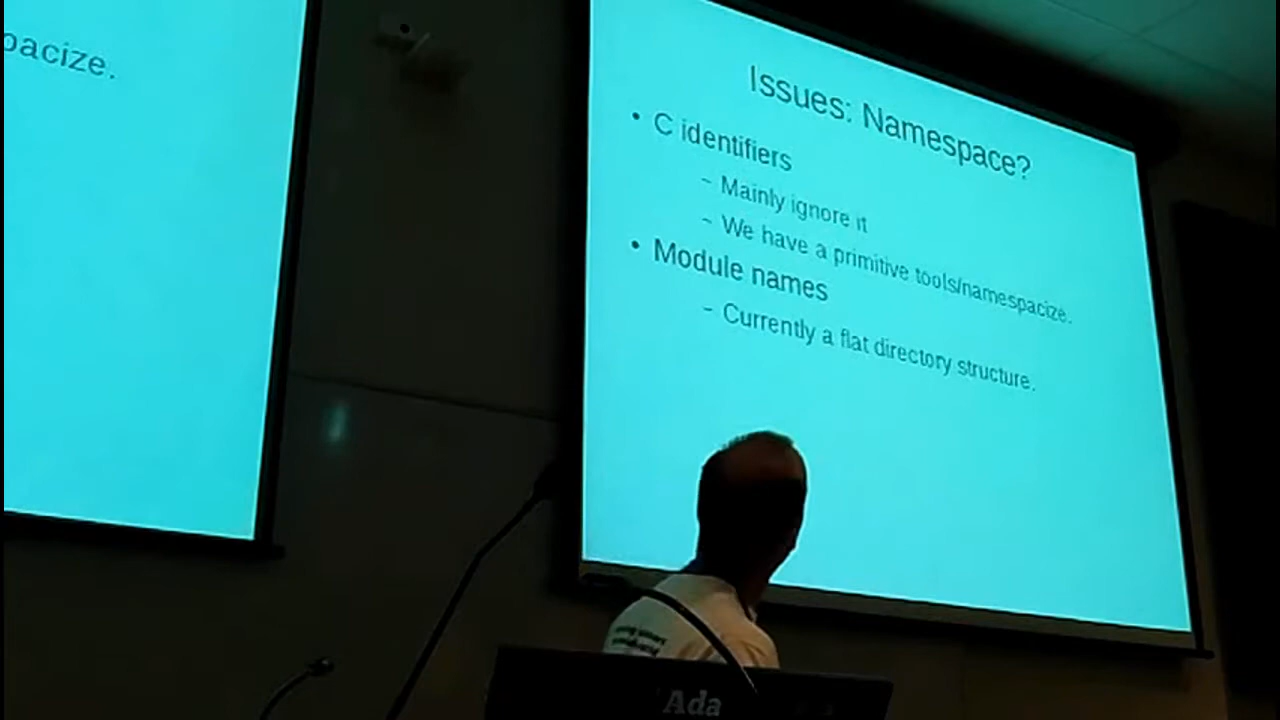 pacize.
Issues: Namespace?
• C identifiers
– Mainly ignore it
– We have a primitive tools/namespacize.
• Module names
– Currently a flat directory structure.
Ada